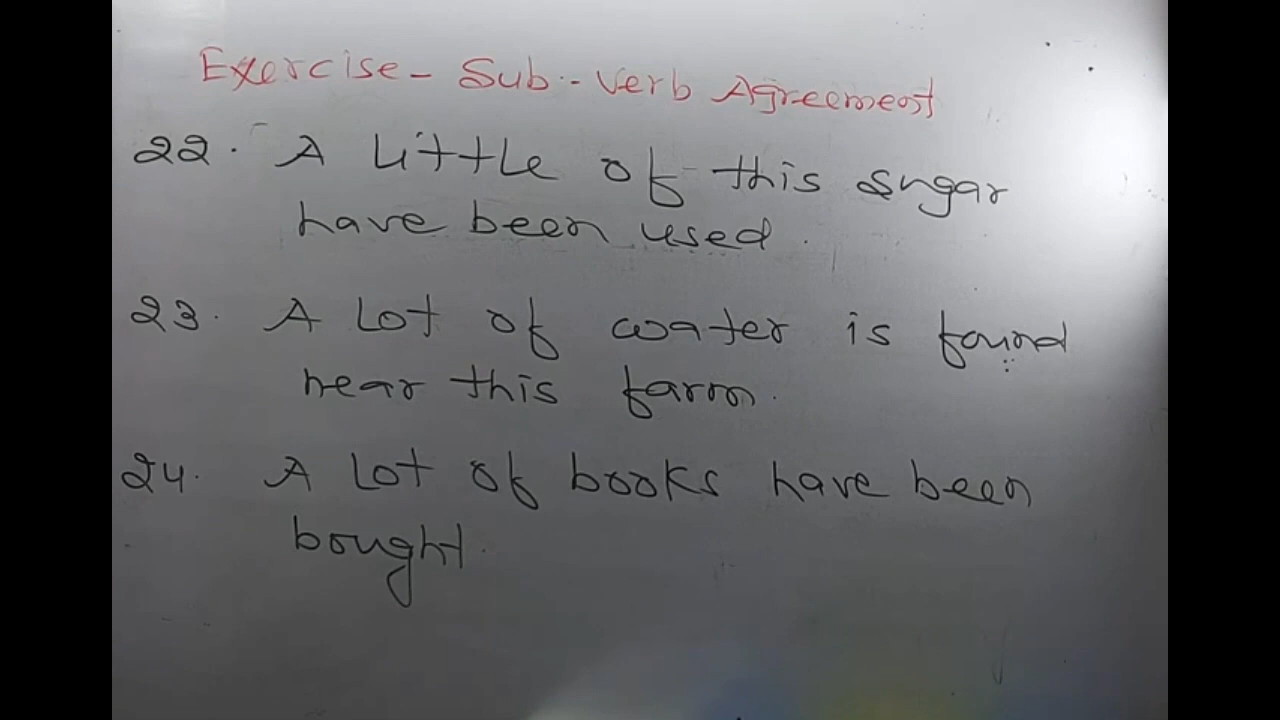 Exercise - Sub.- Verb Agreement
22. A little of this sugar
have been used.
23. A lot of water is found
near this farm.
24. A lot of books have been
bought.